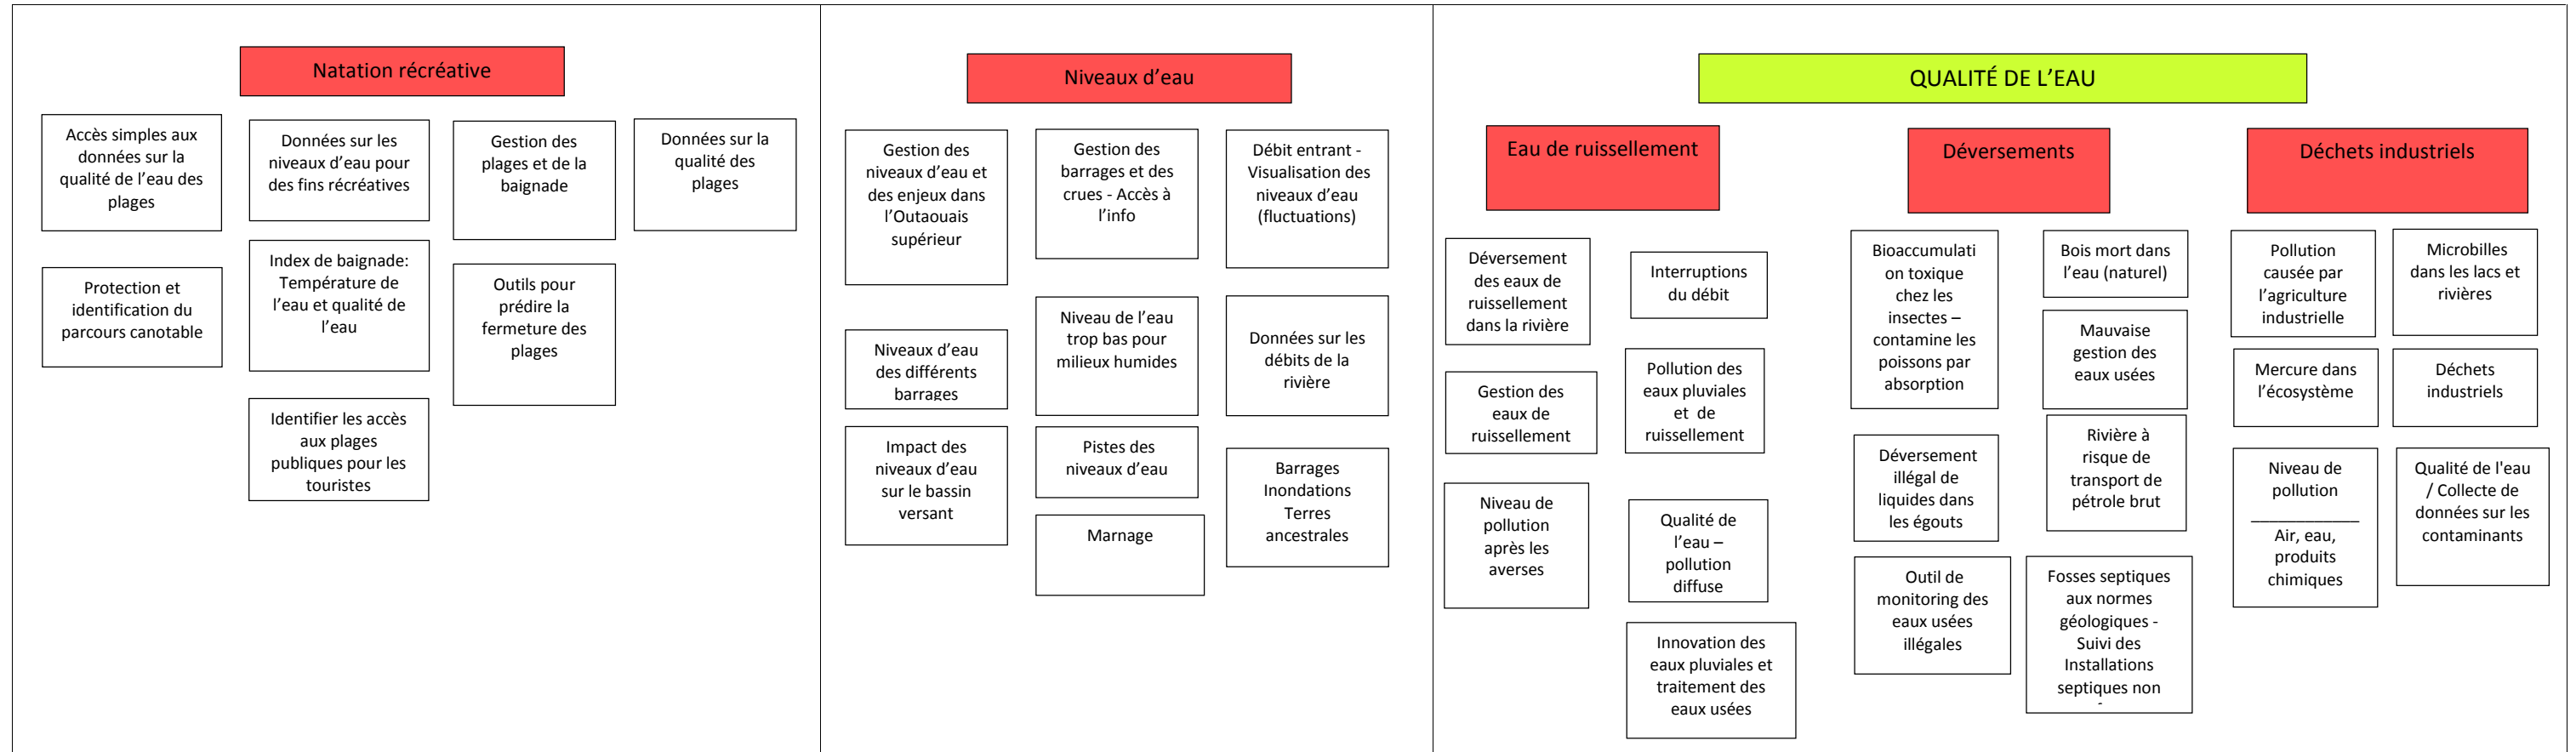 Natation récréative
Accès simples aux
données sur la
qualité de l’eau des
plages
Données sur les
niveaux d’eau pour
des fins récréatives
Gestion des
plages et de la
baignade
Données sur la
qualité des
plages
Protection et
identification du
parcours canotable
Index de baignade:
Température de
l’eau et qualité de
l’eau
Outils pour
prédire la
fermeture des
plages
Identifier les accès
aux plages
publiques pour les
touristes
Niveaux d’eau
Gestion des
niveaux d’eau et
des enjeux dans
l’Outaouais
supérieur
Gestion des
barrages et des
crues - Accès à
l’info
Débit entrant -
Visualisation des
niveaux d’eau
(fluctuations)
Niveaux d’eau
des différents
barrages
Niveau de l’eau
trop bas pour
milieux humides
Données sur les
débits de la
rivière
Impact des
niveaux d’eau
sur le bassin
versant
Pistes des
niveaux d’eau
Marnage
Barrages
Inondations
Terres
ancestrales
QUALITÉ DE L’EAU
Eau de ruissellement
Déversement
des eaux de
ruissellement
dans la rivière
Interruptions
du débit
Gestion des
eaux de
ruissellement
Pollution des
eaux pluviales
et de
ruissellement
Niveau de
pollution
après les
averses
Qualité de
l’eau –
pollution
diffuse
Innovation des
eaux pluviales et
traitement des
eaux usées
Déversements
Bioaccumulati
on toxique
chez les
insectes –
contamine les
poissons par
absorption
Bois mort dans
l’eau (naturel)
Mauvaise
gestion des
eaux usées
Déversement
illégal de
liquides dans
les égouts
Rivière à
risque de
transport de
pétrole brut
Outil de
monitoring des
eaux usées
illégales
Fosses septiques
aux normes
géologiques -
Suivi des
Installations
septiques non
Déchets industriels
Pollution
causée par
l’agriculture
industrielle
Microbilles
dans les lacs et
rivières
Mercure dans
l’écosystème
Déchets
industriels
Niveau de
pollution
____________
Air, eau,
produits
chimiques
Qualité de l'eau
/ Collecte de
données sur les
contaminants